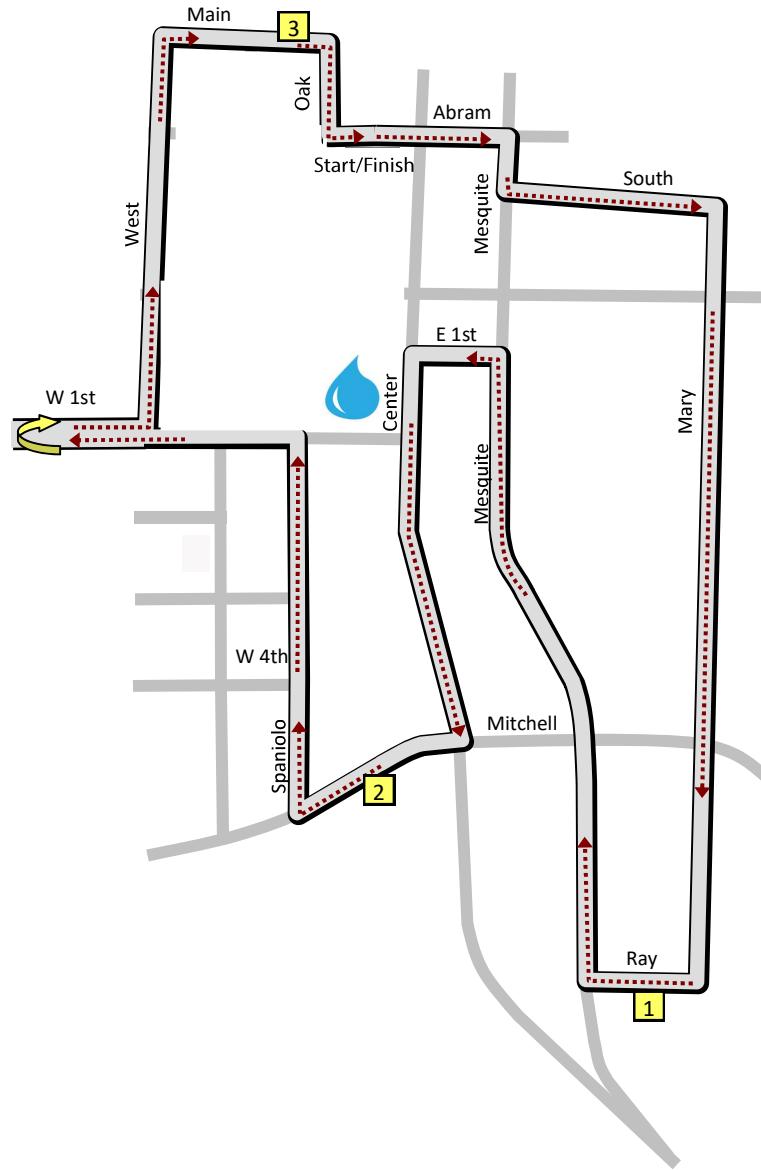 Main
3
Oak
Abram
Start/Finish
South
Mesquite
West
E 1st
W 1st
Center
Mary
Mesquite
W 4th
Mitchell
Spaniolo
2
Ray
1